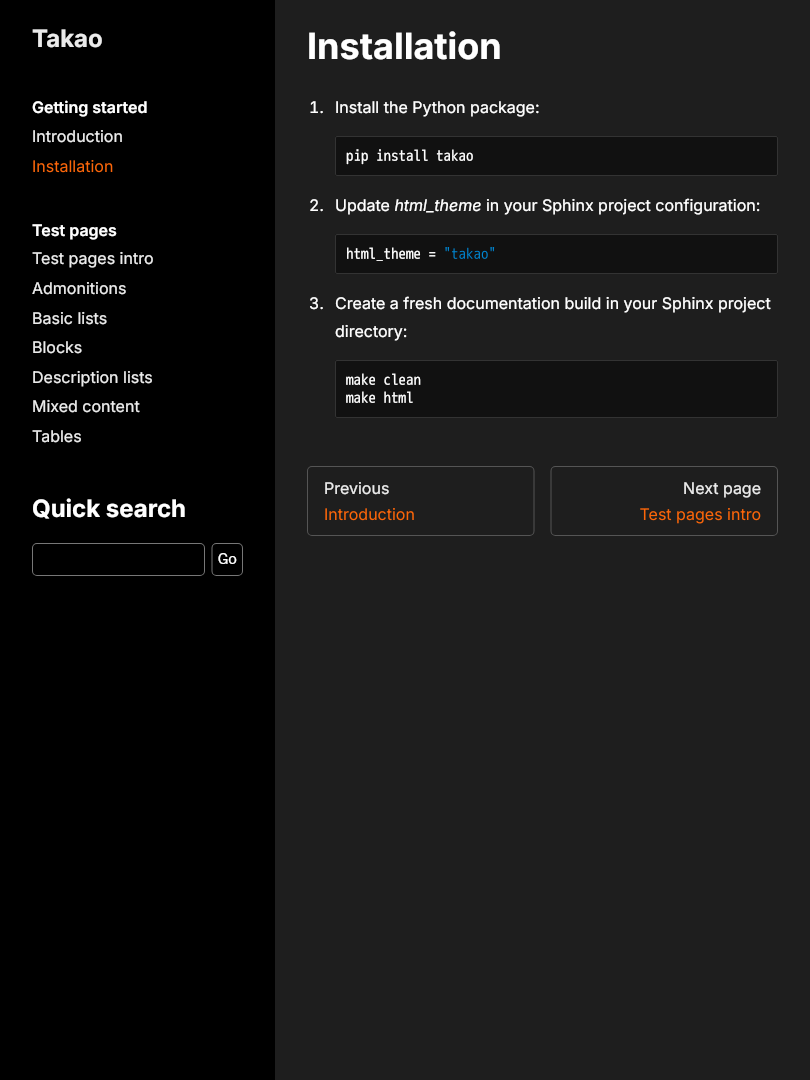 Takao
Getting started
Introduction
Installation
Test pages
Test pages intro
Admonitions
Basic lists
Blocks
Description lists
Mixed content
Tables
Quick search
Go
Installation
1. Install the Python package:
pip install takao
2. Update html_theme in your Sphinx project configuration:
html_theme = "takao"
3. Create a fresh documentation build in your Sphinx project
directory:
make clean
make html
Previous
Introduction
Next page
Test pages intro